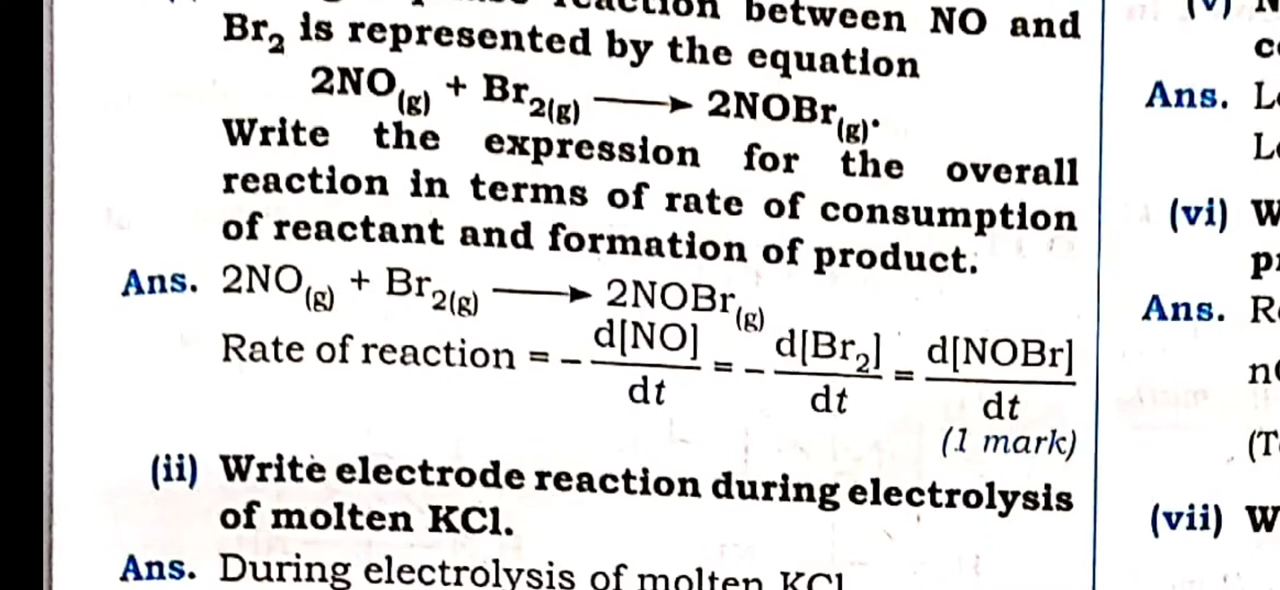 reaction between NO and
Br₂ is represented by the equation
2NO(g) + Br₂(g) ⟶ 2NOBr(g).
Write the expression for the overall
reaction in terms of rate of consumption
of reactant and formation of product.
Ans. 2NO(g) + Br₂(g) ⟶ 2NOBr(g)
Rate of reaction = − d[NO]/dt = − d[Br₂]/dt = d[NOBr]/dt
(1 mark)
(ii) Write electrode reaction during electrolysis
of molten KCl.
Ans. During electrolysis of molten KCl
(v)
Ans.
(vi)
Ans.
(T
(vii) W